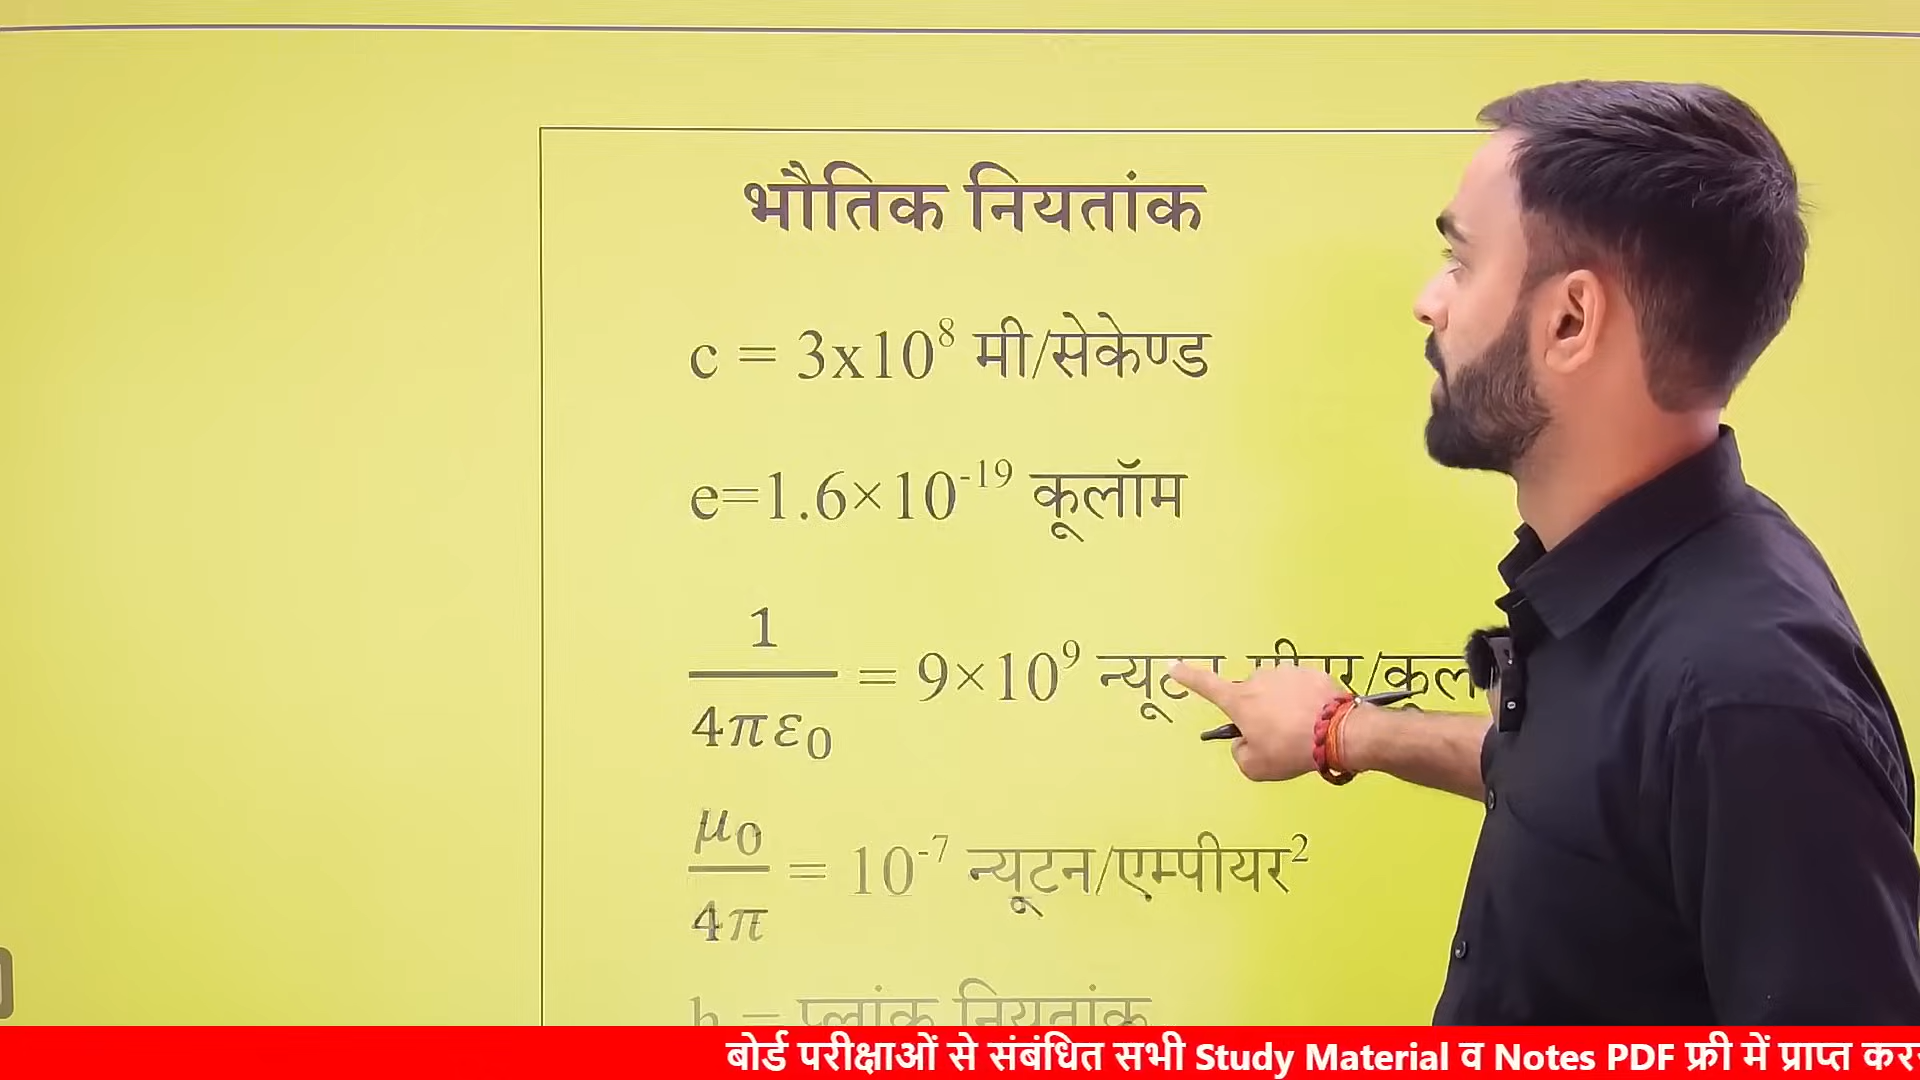 भौतिक नियतांक
c = 3x10⁸ मी/सेकेण्ड
e=1.6×10⁻¹⁹ कूलॉम
1/4πε₀ = 9×10⁹
μ₀/4π = 10⁻⁷ न्यूटन/एम्पीयर²
h = प्लांक नियतांक
बोर्ड परीक्षाओं से संबंधित सभी Study Material व Notes PDF फ्री में प्राप्त